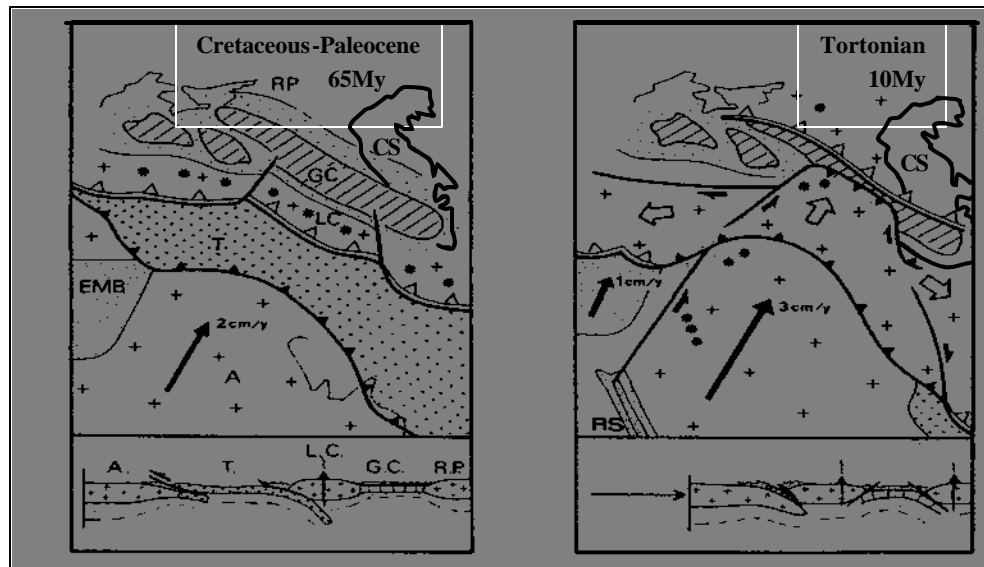 Cretaceous-Paleocene
65My
RP
CS
GC
LC
T
EMB
2cm/y
A
L.C.
A.
T.
G.C.
R.P.
Tortonian
10My
CS
1cm/y
3cm/y
RS